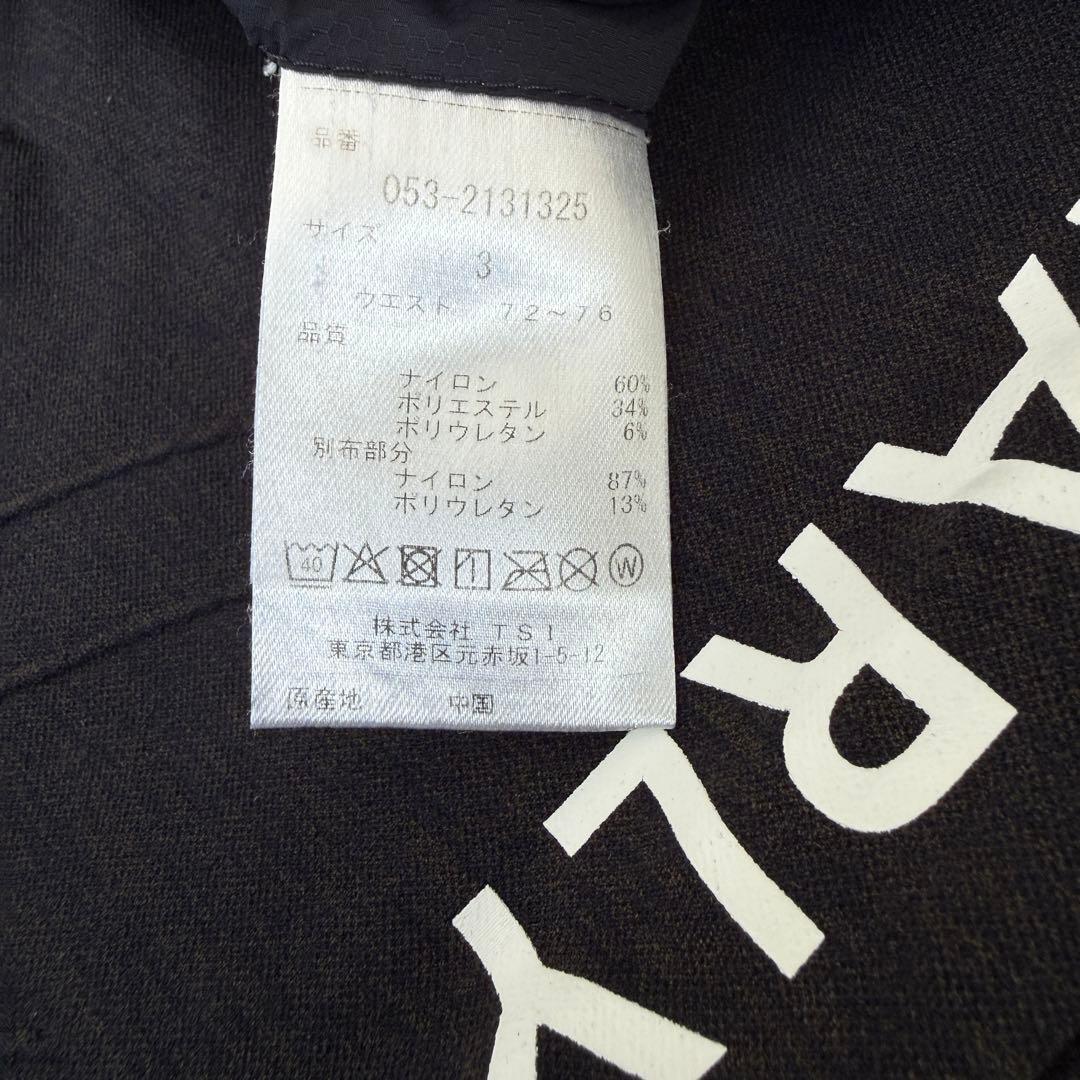 品番
053-2131325
サイズ
3
ウエスト 72～76
品質
ナイロン 60%
ポリエステル 34%
ポリウレタン 6%
別布部分
ナイロン 87%
ポリウレタン 13%
40
W
株式会社 TSI
東京都港区元赤坂1-5-12
原産地 中国
ARLY